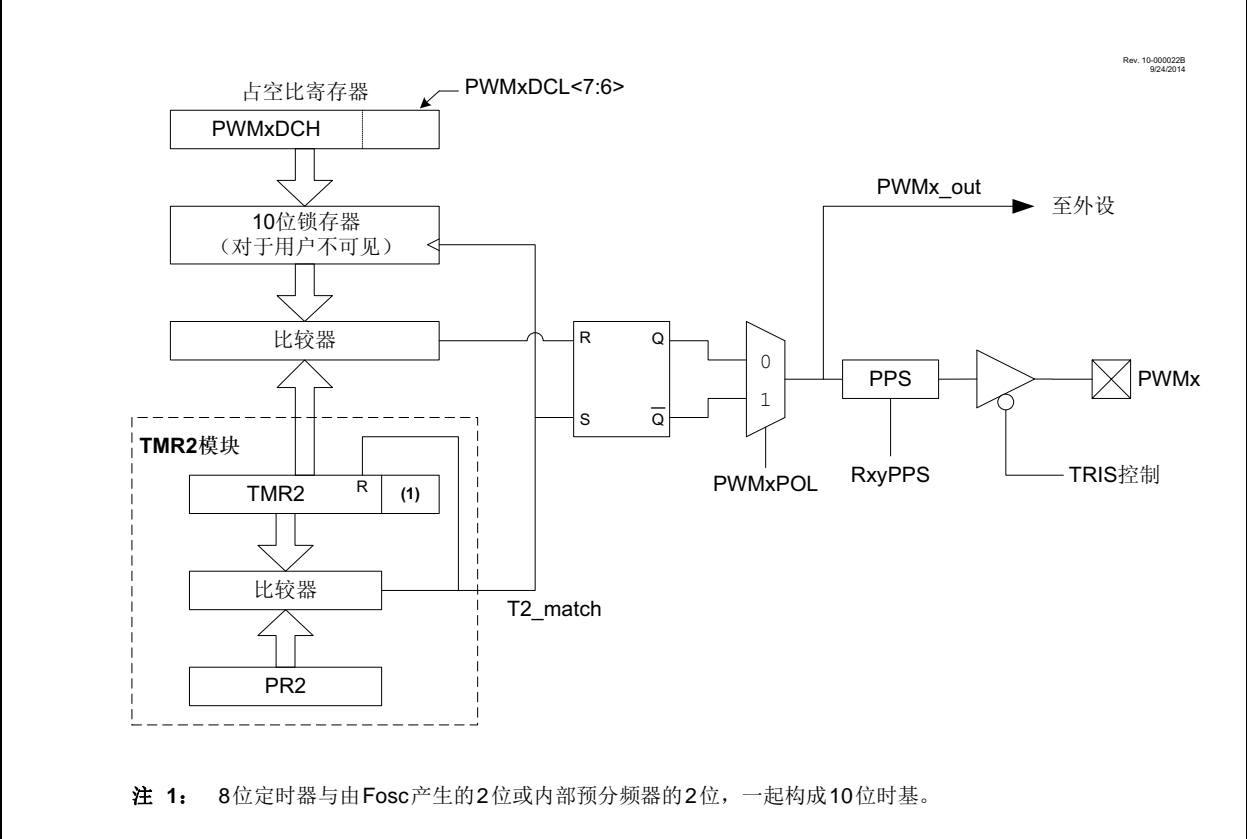 Rev. 10-000022B
9/24/2014
占空比寄存器
PWMxDCL<7:6>
PWMxDCH
10位锁存器
（对于用户不可见）
比较器
PWMx_out
至外设
R
Q
S
Q
0
1
PPS
PWMx
PWMxPOL
RxyPPS
TRIS控制
TMR2模块
TMR2
R
(1)
比较器
T2_match
PR2
注 1： 8位定时器与由Fosc产生的2位或内部预分频器的2位，一起构成10位时基。